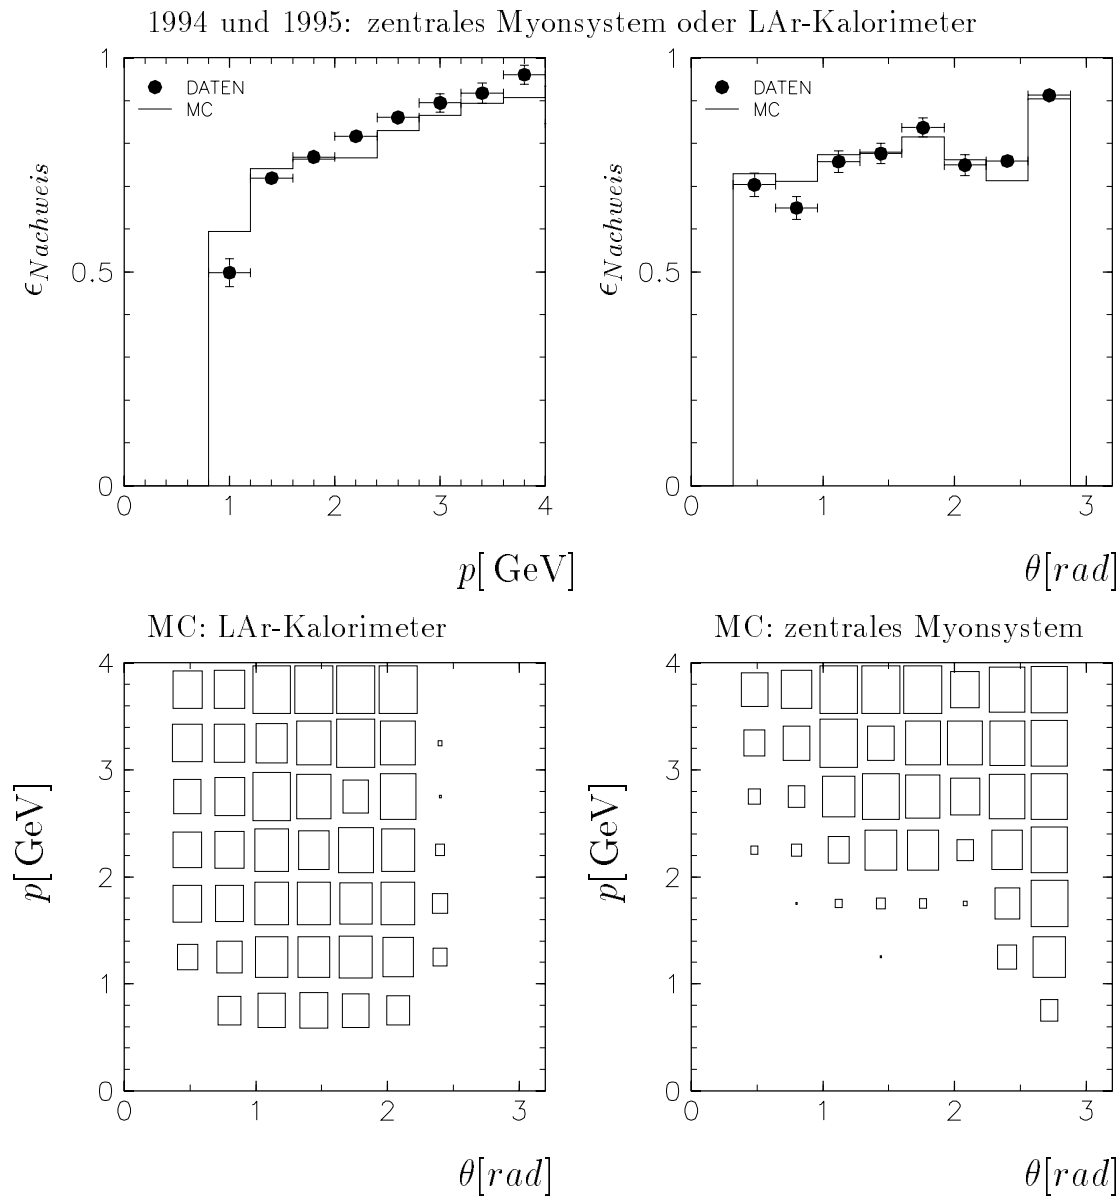 1994 und 1995: zentrales Myonsystem oder LAr-Kalorimeter
1
DATEN
MC
0.5
0
ϵNachweis
0 1 2 3 4
p[ GeV]
1
DATEN
MC
0.5
0
ϵNachweis
0 1 2 3
θ[rad]
MC: LAr-Kalorimeter
4
3
2
1
0
p[ GeV]
0 1 2 3
θ[rad]
MC: zentrales Myonsystem
4
3
2
1
0
p[ GeV]
0 1 2 3
θ[rad]